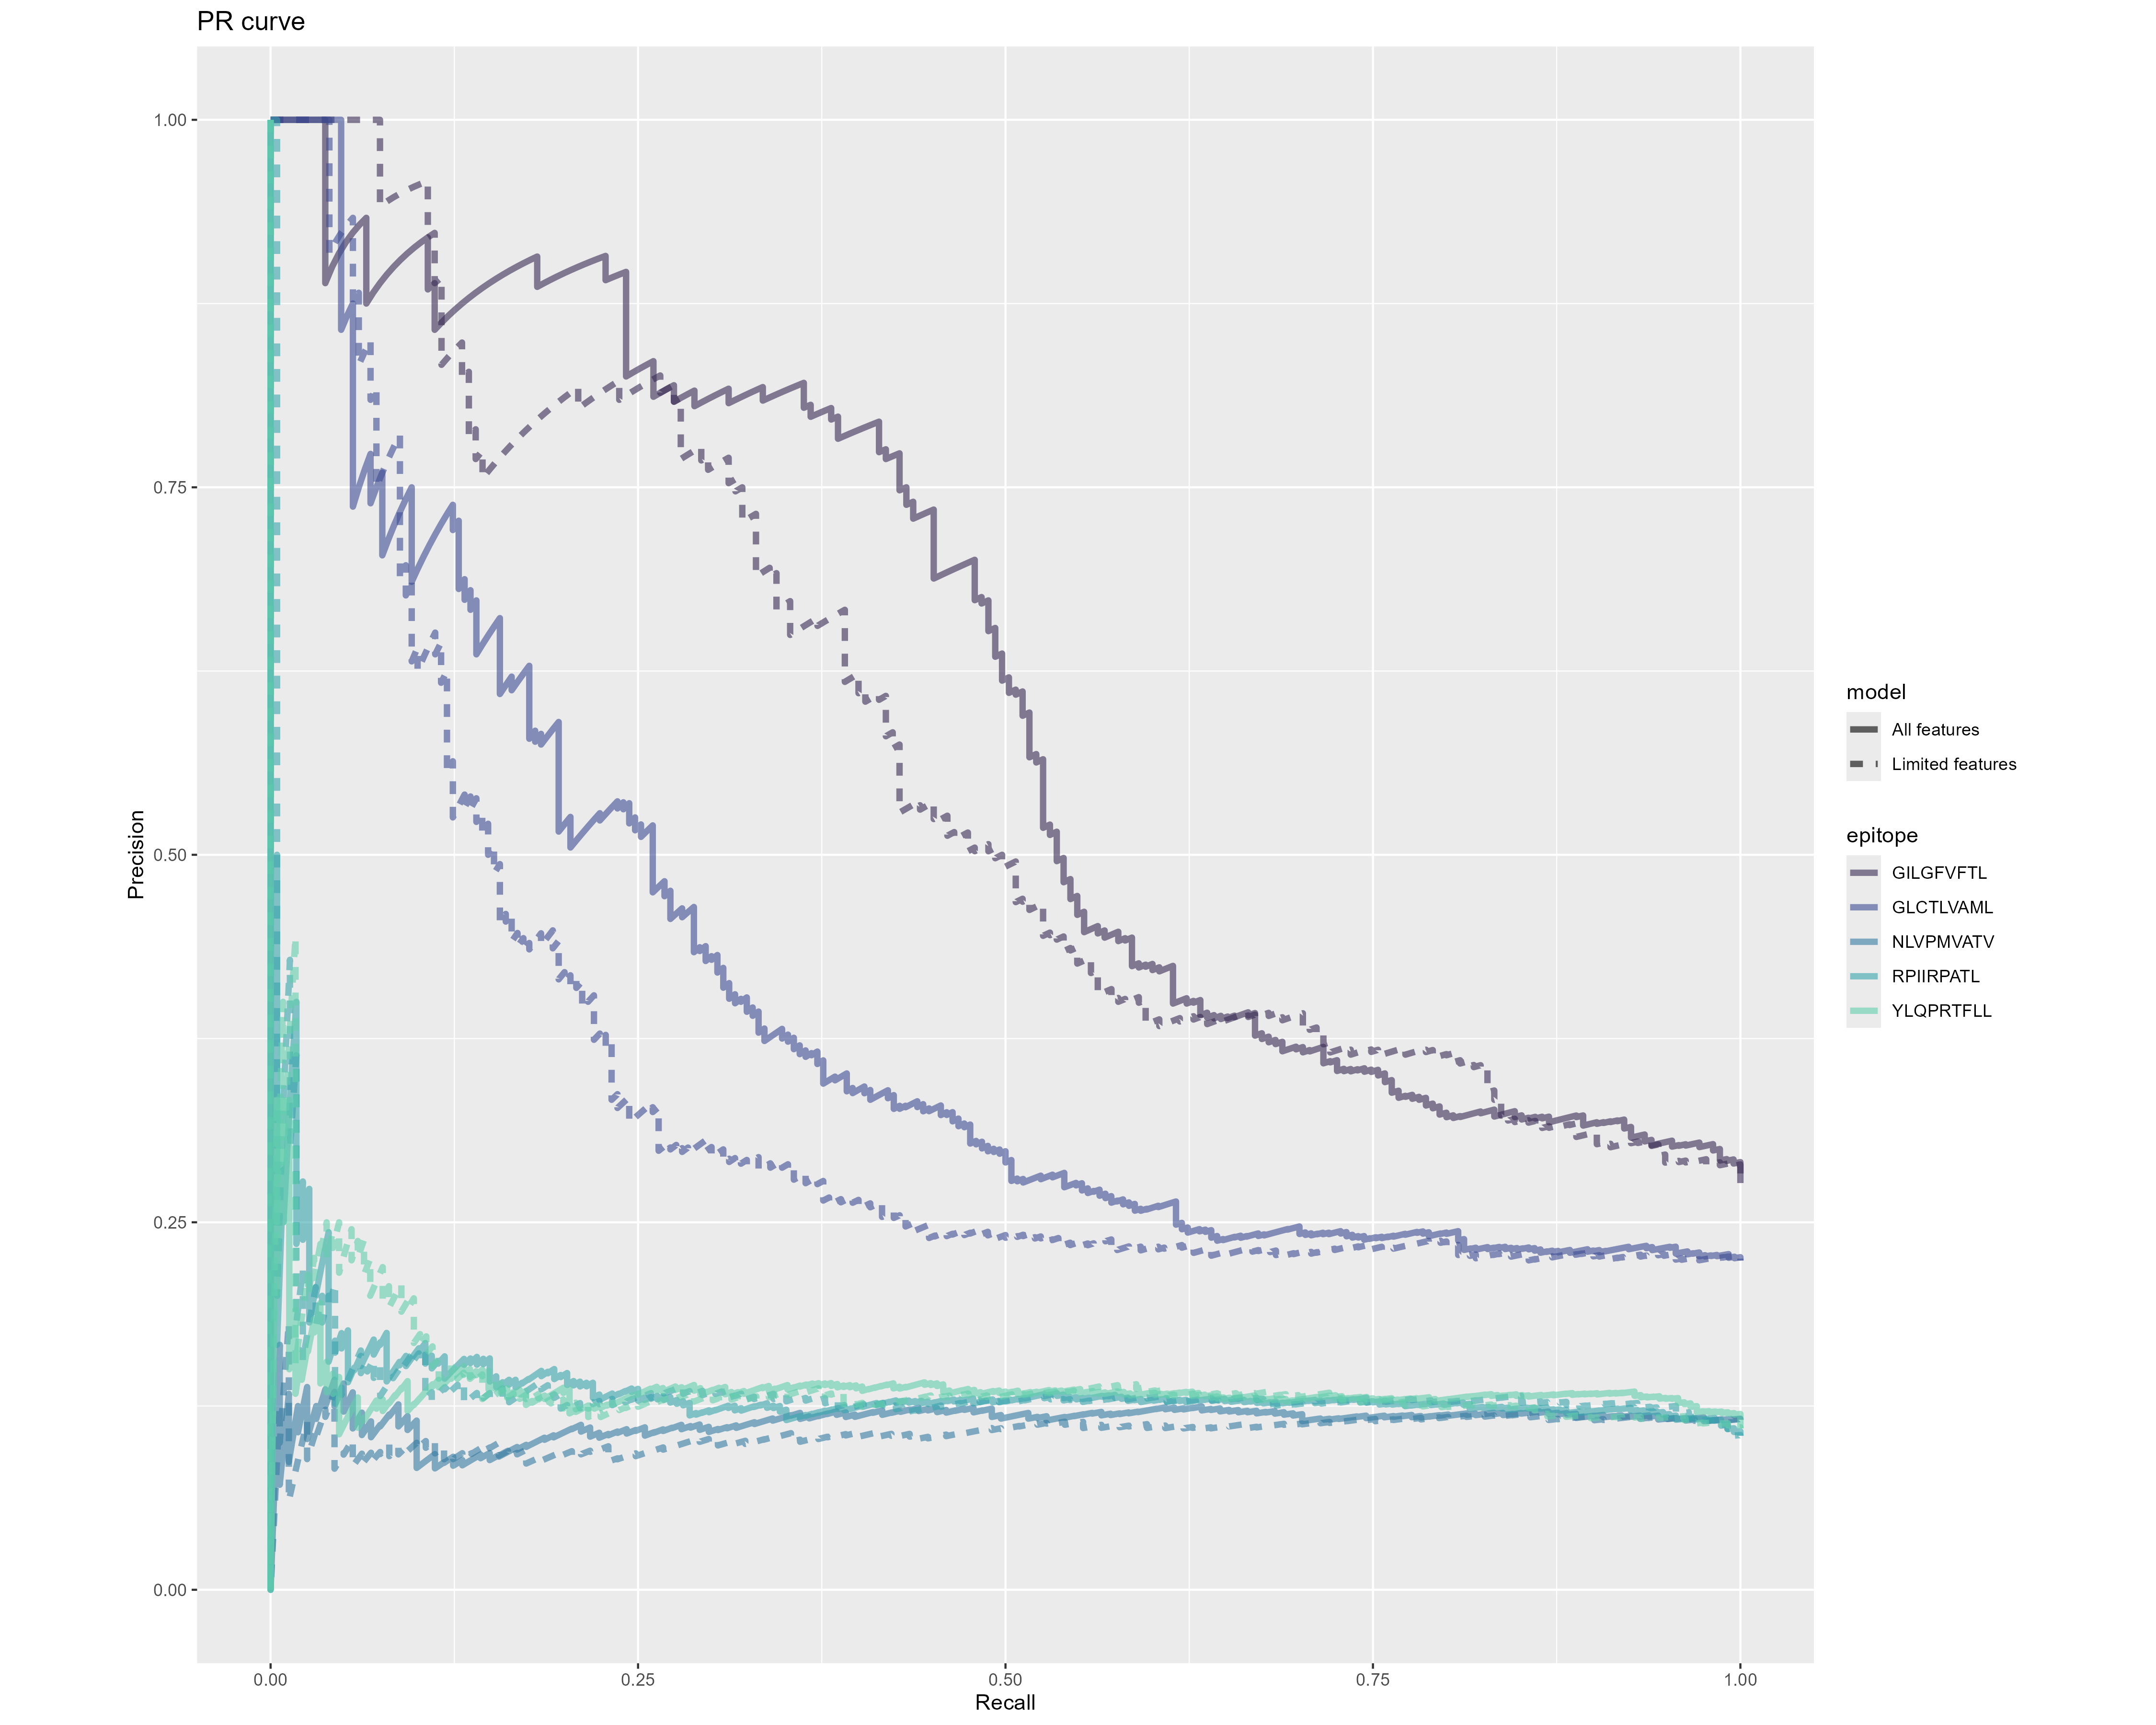 PR curve
1.00
0.75
0.50
0.25
0.00
Precision
0.00 0.25 0.50 0.75 1.00
Recall
model
All features
Limited features
epitope
GILGFVFTL
GLCTLVAML
NLVPMVATV
RPIIRPATL
YLQPRTFLL